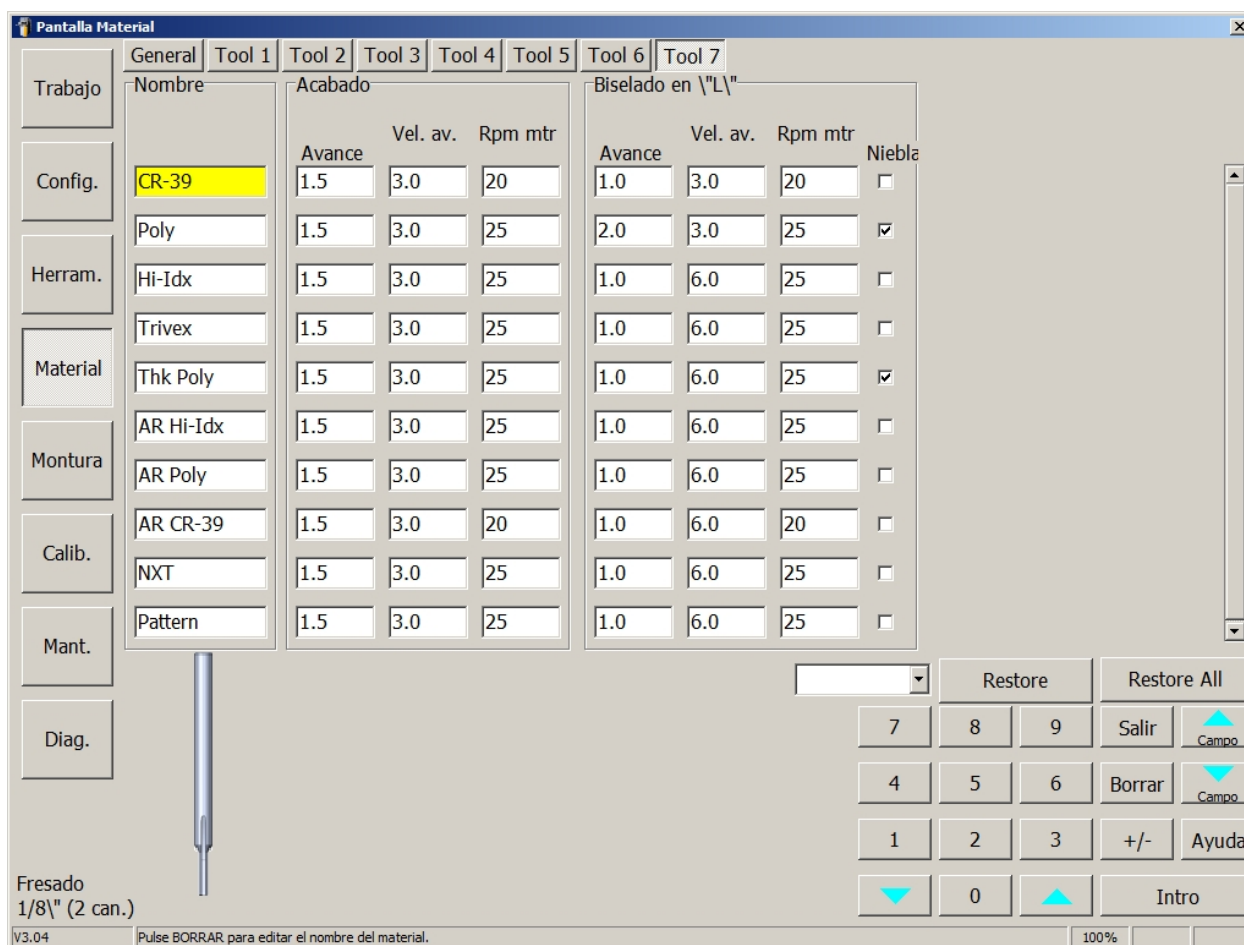 Pantalla Material
General Tool 1 Tool 2 Tool 3 Tool 4 Tool 5 Tool 6 Tool 7
Trabajo
Config.
Herram.
Material
Montura
Calib.
Mant.
Diag.
Nombre Acabado Biselado en \"L\"
Avance Vel. av. Rpm mtr Avance Vel. av. Rpm mtr Niebla
CR-39 1.5 3.0 20 1.0 3.0 20
Poly 1.5 3.0 25 2.0 3.0 25
Hi-Idx 1.5 3.0 25 1.0 6.0 25
Trivex 1.5 3.0 25 1.0 6.0 25
Thk Poly 1.5 3.0 25 1.0 6.0 25
AR Hi-Idx 1.5 3.0 25 1.0 6.0 25
AR Poly 1.5 3.0 25 1.0 6.0 25
AR CR-39 1.5 3.0 20 1.0 6.0 20
NXT 1.5 3.0 25 1.0 6.0 25
Pattern 1.5 3.0 25 1.0 6.0 25
Restore Restore All
7 8 9 Salir Campo
4 5 6 Borrar Campo
1 2 3 +/- Ayuda
0 Intro
Fresado
1/8\" (2 can.)
V3.04 Pulse BORRAR para editar el nombre del material. 100%